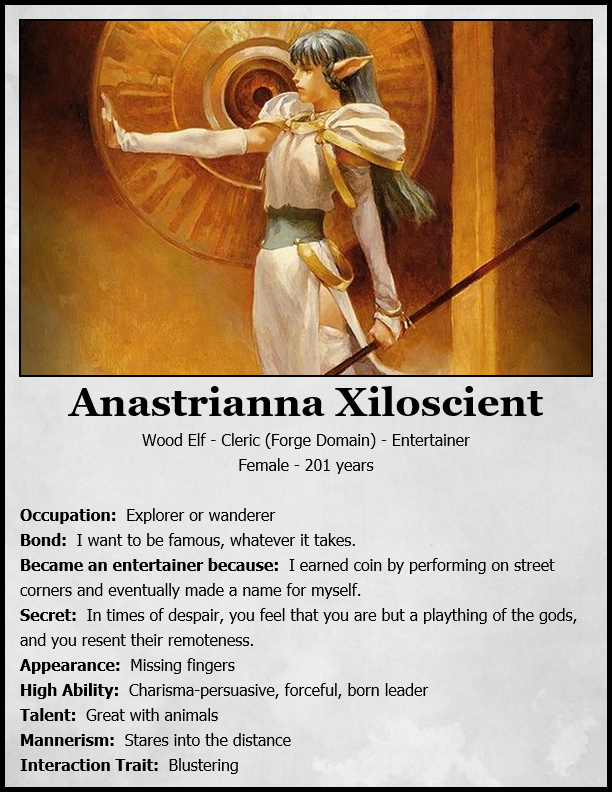 Anastrianna Xiloscient
Wood Elf - Cleric (Forge Domain) - Entertainer
Female - 201 years
Occupation: Explorer or wanderer
Bond: I want to be famous, whatever it takes.
Became an entertainer because: I earned coin by performing on street
corners and eventually made a name for myself.
Secret: In times of despair, you feel that you are but a plaything of the gods,
and you resent their remoteness.
Appearance: Missing fingers
High Ability: Charisma-persuasive, forceful, born leader
Talent: Great with animals
Mannerism: Stares into the distance
Interaction Trait: Blustering